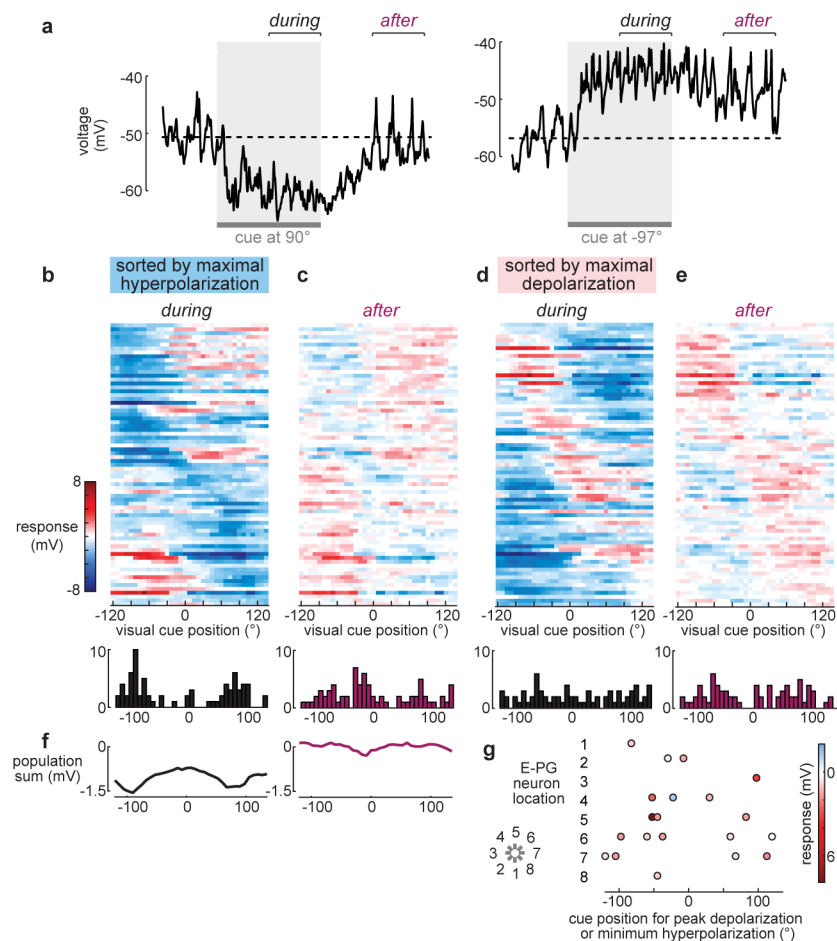 a
during
after
during
after
-40
-50
-60
voltage
(mV)
cue at 90°
-40
-50
-60
cue at -97°
b
sorted by maximal
hyperpolarization
c
d
sorted by maximal
depolarization
e
during
after
during
after
8
response
(mV)
-8
-120 0 120
visual cue position (°)
-120 0 120
visual cue position (°)
-120 0 120
visual cue position (°)
-120 0 120
visual cue position (°)
10
0
-100 0 100
10
0
-100 0 100
10
0
-100 0 100
10
0
-100 0 100
f
population
sum (mV)
0
-1.5
-100 0 100
0
-1.5
-100 0 100
g
E-PG
neuron
location
4 5 6
3 7
2 1 8
1
2
3
4
5
6
7
8
-100 0 100
cue position for peak depolarization
or minimum hyperpolarization (°)
0
6
response (mV)